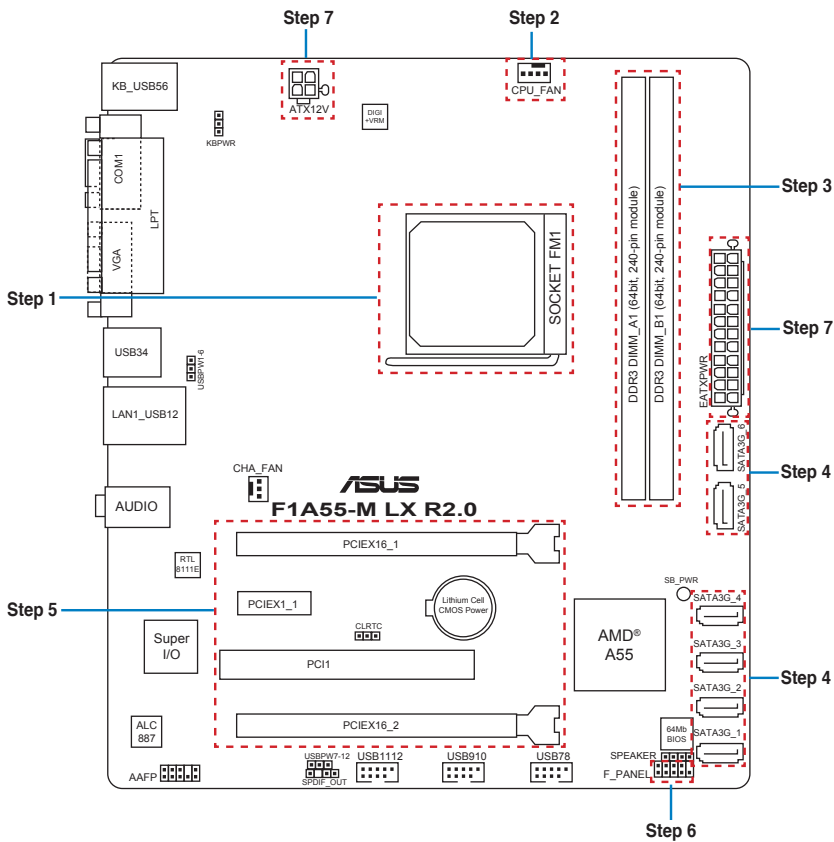 Step 7
Step 2
KB_USB56
ATX12V
CPU_FAN
DIGI
+VRM
KBPWR
COM1
LPT
VGA
Step 3
DDR3 DIMM_A1 (64bit, 240-pin module)
DDR3 DIMM_B1 (64bit, 240-pin module)
SOCKET FM1
Step 1
EATXPWR
Step 7
USB34
USBPW1-6
LAN1_USB12
SATA3G_6
Step 4
SATA3G_5
CHA_FAN
ASUS
F1A55-M LX R2.0
AUDIO
PCIEX16_1
RTL
8111E
SB_PWR
SATA3G_4
Step 5
PCIEX1_1
Lithium Cell
CMOS Power
CLRTC
AMD®
A55
Super
I/O
SATA3G_3
PCI1
Step 4
SATA3G_2
ALC
887
PCIEX16_2
64Mb
BIOS
SATA3G_1
USBPW7-12
USB1112
USB910
USB78
SPEAKER
AAFP
SPDIF_OUT
F_PANEL
Step 6